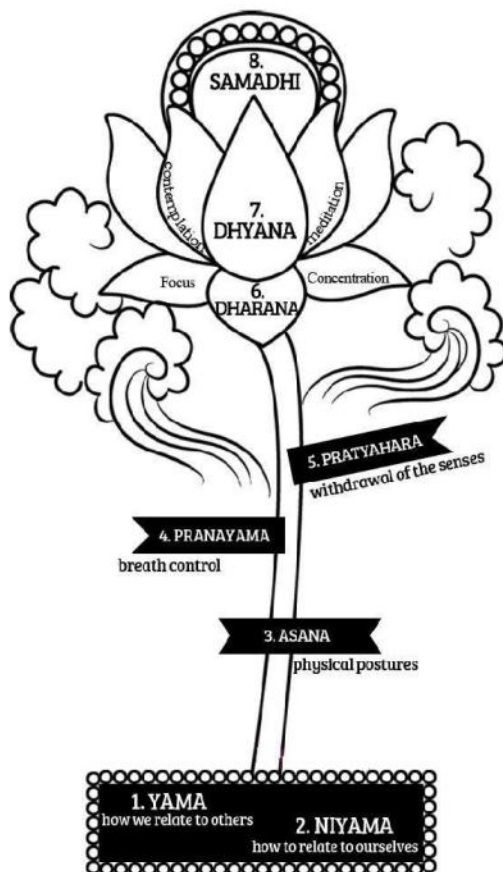 8.
SAMADHI
contemplation
meditation
7.
DHYANA
Focus
Concentration
6.
DHARANA
5. PRATYAHARA
withdrawal of the senses
4. PRANAYAMA
breath control
3. ASANA
physical postures
1. YAMA
how we relate to others
2. NIYAMA
how to relate to ourselves